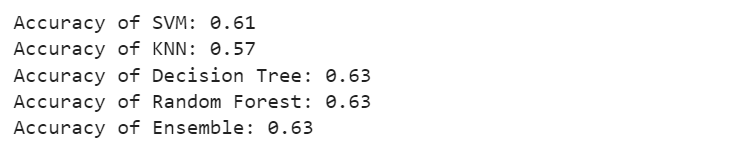 Accuracy of SVM: 0.61
Accuracy of KNN: 0.57
Accuracy of Decision Tree: 0.63
Accuracy of Random Forest: 0.63
Accuracy of Ensemble: 0.63